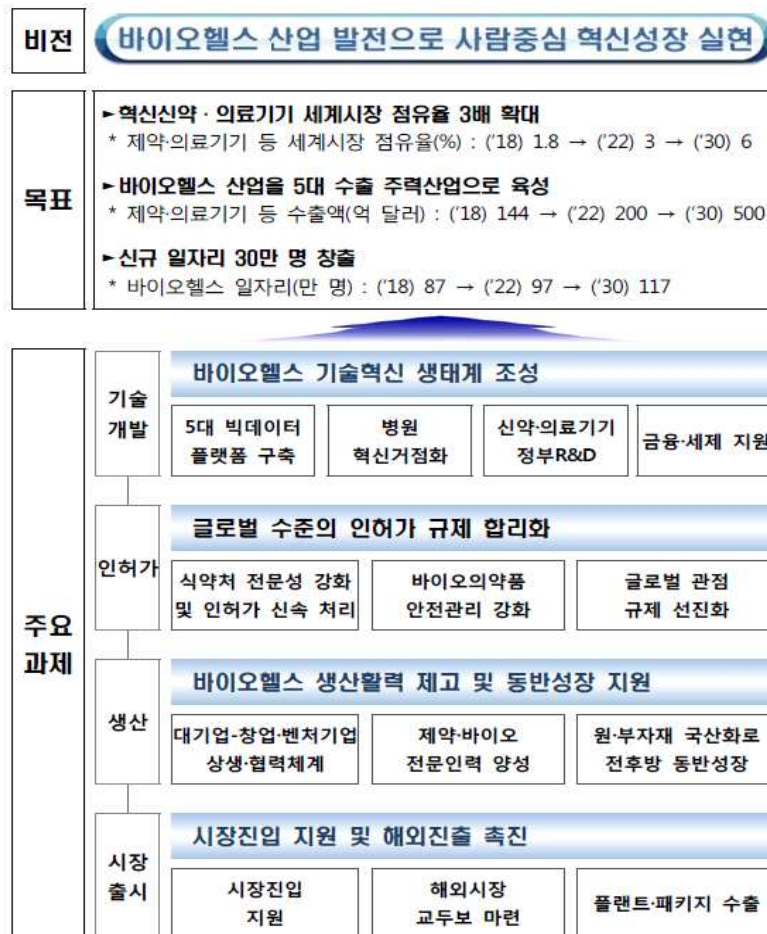 비전
바이오헬스 산업 발전으로 사람중심 혁신성장 실현
목표
►혁신신약·의료기기 세계시장 점유율 3배 확대
* 제약·의료기기 등 세계시장 점유율(%) : ('18) 1.8 → ('22) 3 → ('30) 6
►바이오헬스 산업을 5대 수출 주력산업으로 육성
* 제약·의료기기 등 수출액(억 달러) : ('18) 144 → ('22) 200 → ('30) 500
►신규 일자리 30만 명 창출
* 바이오헬스 일자리(만 명) : ('18) 87 → ('22) 97 → ('30) 117
주요
과제
기술
개발
바이오헬스 기술혁신 생태계 조성
5대 빅데이터
플랫폼 구축
병원
혁신거점화
신약·의료기기
정부R&D
금융·세제 지원
인허가
글로벌 수준의 인허가 규제 합리화
식약처 전문성 강화
및 인허가 신속 처리
바이오의약품
안전관리 강화
글로벌 관점
규제 선진화
생산
바이오헬스 생산활력 제고 및 동반성장 지원
대기업-창업·벤처기업
상생·협력체계
제약·바이오
전문인력 양성
원·부자재 국산화로
전후방 동반성장
시장
출시
시장진입 지원 및 해외진출 촉진
시장진입
지원
해외시장
교두보 마련
플랜트·패키지 수출